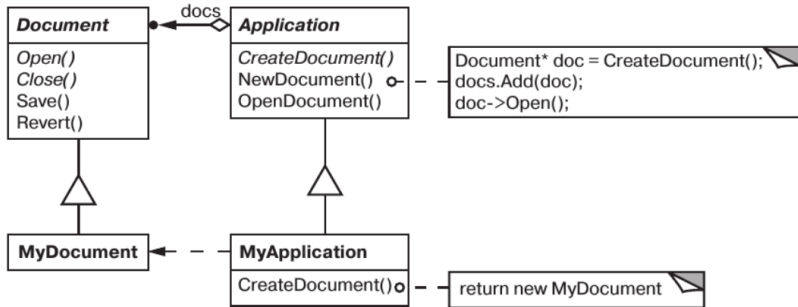 docs
Document
Open()
Close()
Save()
Revert()
Application
CreateDocument()
NewDocument()
OpenDocument()
Document* doc = CreateDocument();
docs.Add(doc);
doc->Open();
MyDocument
MyApplication
CreateDocument()
return new MyDocument